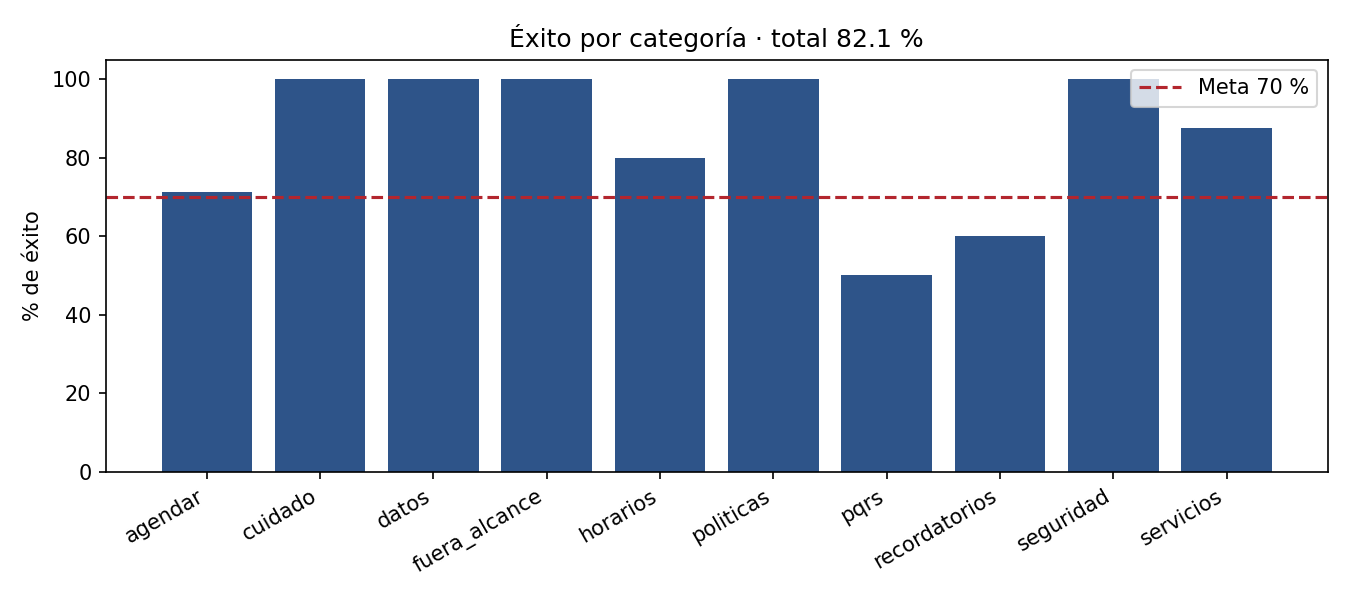 Éxito por categoría · total 82.1 %
Meta 70 %
% de éxito
100
80
60
40
20
0
agendar
cuidado
datos
fuera_alcance
horarios
politicas
pqrs
recordatorios
seguridad
servicios